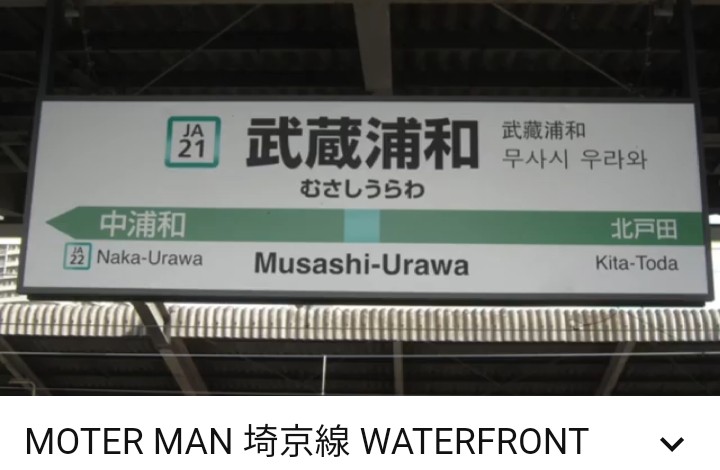 JA
21
武蔵浦和
武藏浦和
무사시 우라와
むさしうらわ
中浦和
北戸田
JA
22
Naka-Urawa
Musashi-Urawa
Kita-Toda
MOTER MAN 埼京線 WATERFRONT